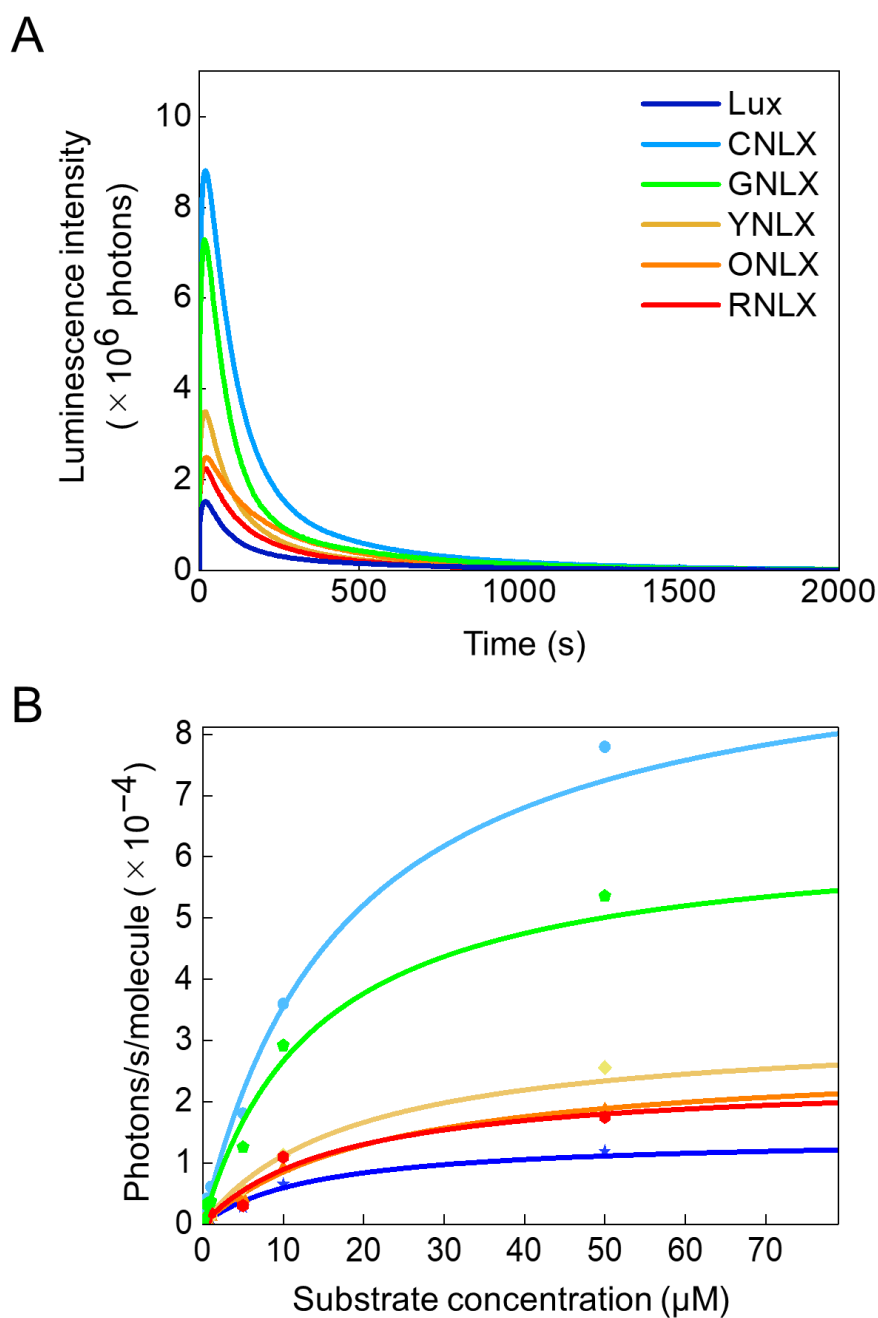 A
Luminescence intensity
(× 10⁶ photons)
10
8
6
4
2
0
Lux
CNLX
GNLX
YNLX
ONLX
RNLX
0 500 1000 1500 2000
Time (s)
B
Photons/s/molecule (× 10⁻⁴)
8
7
6
5
4
3
2
1
0
0 10 20 30 40 50 60 70
Substrate concentration (μM)